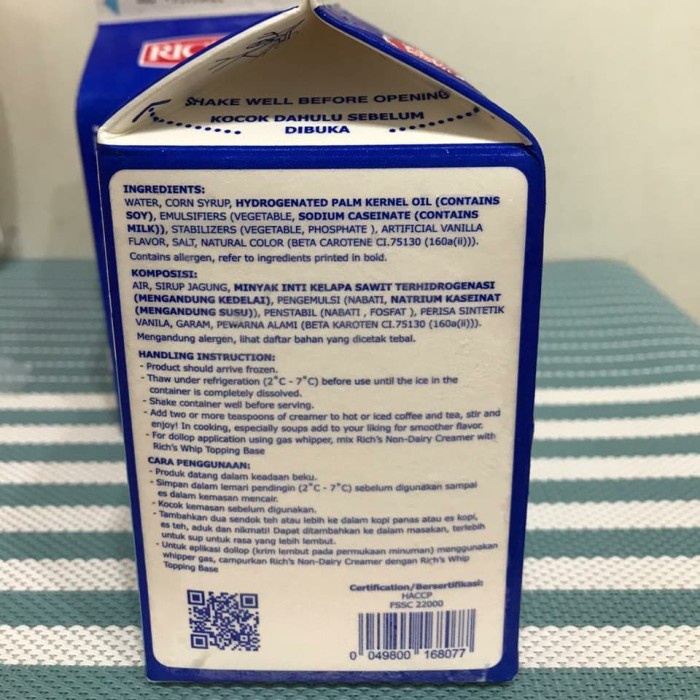 RIC
SHAKE WELL BEFORE OPENING
KOCOK DAHULU SEBELUM
DIBUKA
INGREDIENTS:
WATER, CORN SYRUP, HYDROGENATED PALM KERNEL OIL (CONTAINS
SOY), EMULSIFIERS (VEGETABLE, SODIUM CASEINATE (CONTAINS
MILK)), STABILIZERS (VEGETABLE, PHOSPHATE ), ARTIFICIAL VANILLA
FLAVOR, SALT, NATURAL COLOR (BETA CAROTENE CI.75130 (160a(ii))).
Contains allergen, refer to ingredients printed in bold.
KOMPOSISI:
AIR, SIRUP JAGUNG, MINYAK INTI KELAPA SAWIT TERHIDROGENASI
(MENGANDUNG KEDELAI), PENGEMULSI (NABATI, NATRIUM KASEINAT
(MENGANDUNG SUSU)), PENSTABIL (NABATI , FOSFAT ), PERISA SINTETIK
VANILA, GARAM, PEWARNA ALAMI (BETA KAROTEN CI.75130 (160a(ii))).
Mengandung alergen, lihat daftar bahan yang dicetak tebal.
HANDLING INSTRUCTION:
- Product should arrive frozen.
- Thaw under refrigeration (2°C - 7°C) before use until the ice in the
container is completely dissolved.
- Shake container well before serving.
- Add two or more teaspoons of creamer to hot or iced coffee and tea, stir and
enjoy! In cooking, especially soups add to your liking for smoother flavor.
- For dollop application using gas whipper, mix Rich's Non-Dairy Creamer with
Rich's Whip Topping Base
CARA PENGGUNAAN:
- Produk datang dalam keadaan beku.
- Simpan dalam lemari pendingin (2°C - 7°C) sebelum digunakan sampai
es dalam kemasan mencair.
- Kocok kemasan sebelum digunakan.
- Tambahkan dua sendok teh atau lebih ke dalam kopi panas atau es kopi,
es teh, aduk dan nikmati! Dapat ditambahkan ke dalam masakan, terlebih
untuk sup untuk rasa yang lebih lembut.
- Untuk aplikasi dollop (krim lembut pada permukaan minuman) menggunakan
whipper gas, campurkan Rich's Non-Dairy Creamer dengan Rich's Whip
Topping Base
Certification/Bersertifikasi:
HACCP
FSSC 22000
0 049800 168077